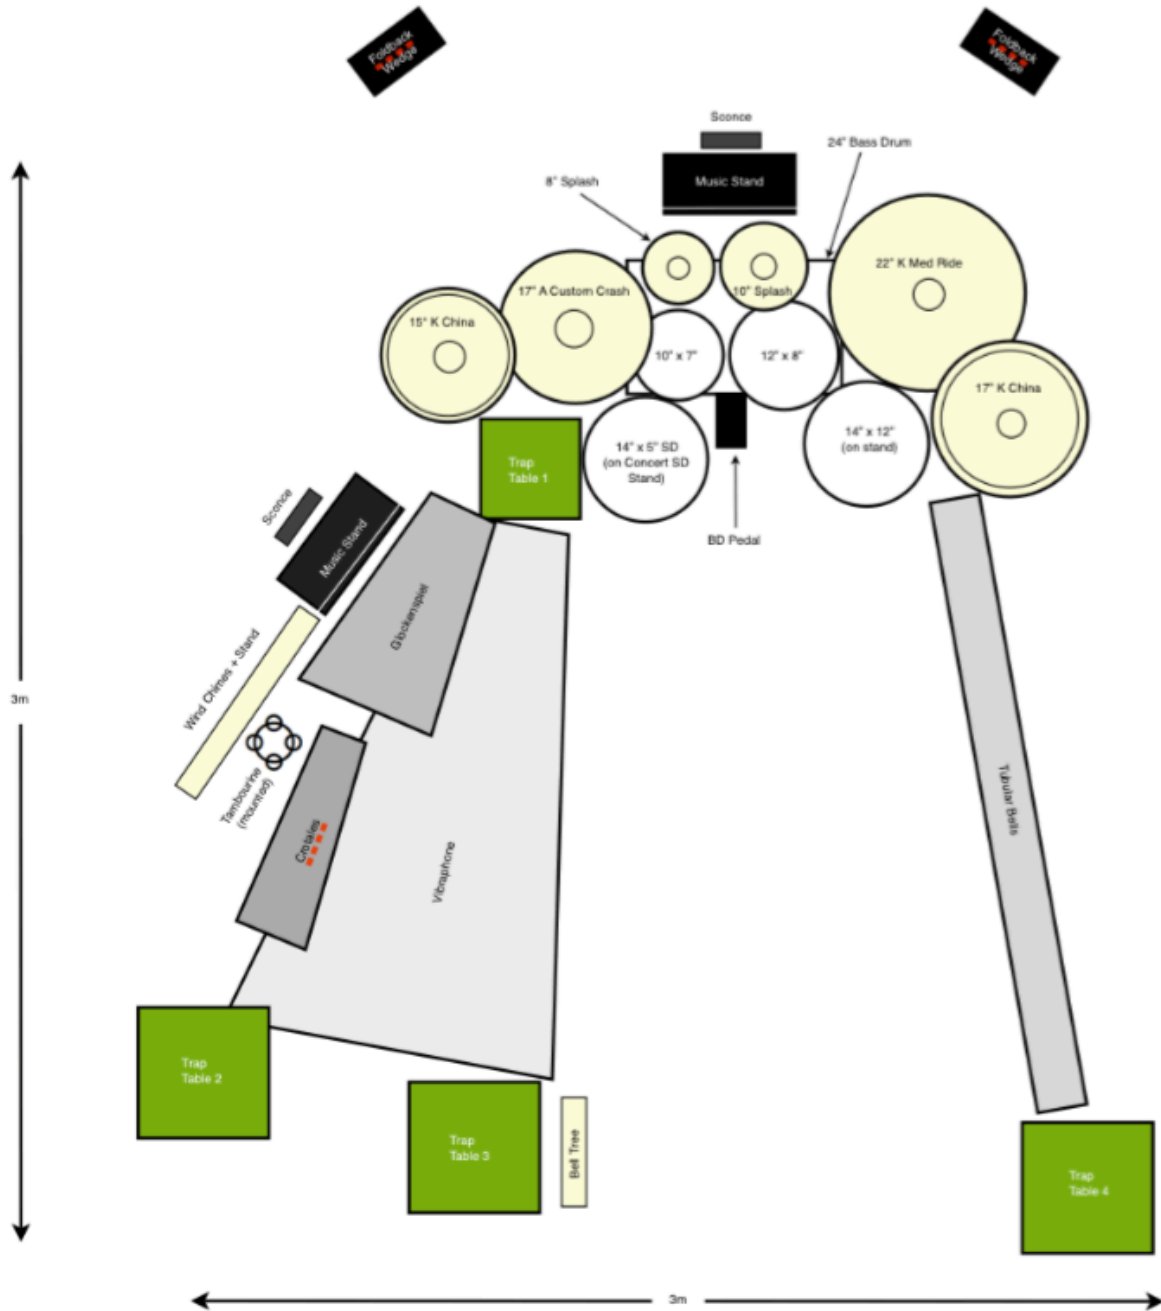 Foldback
Wedge
Foldback
Wedge
Sconce
24" Bass Drum
8" Splash
Music Stand
22" K Med Ride
17" A Custom Crash
10" Splash
15" K China
10" x 7"
12" x 8"
17" K China
14" x 5" SD
(on Concert SD
Stand)
14" x 12"
(on stand)
Trap
Table 1
BD Pedal
Sconce
Music Stand
Glockenspiel
Wind Chimes + Stand
3m
Tambourine
(mounted)
Crotales
Vibraphone
Tubular Bells
Trap
Table 2
Trap
Table 3
Bell Tree
Trap
Table 4
3m